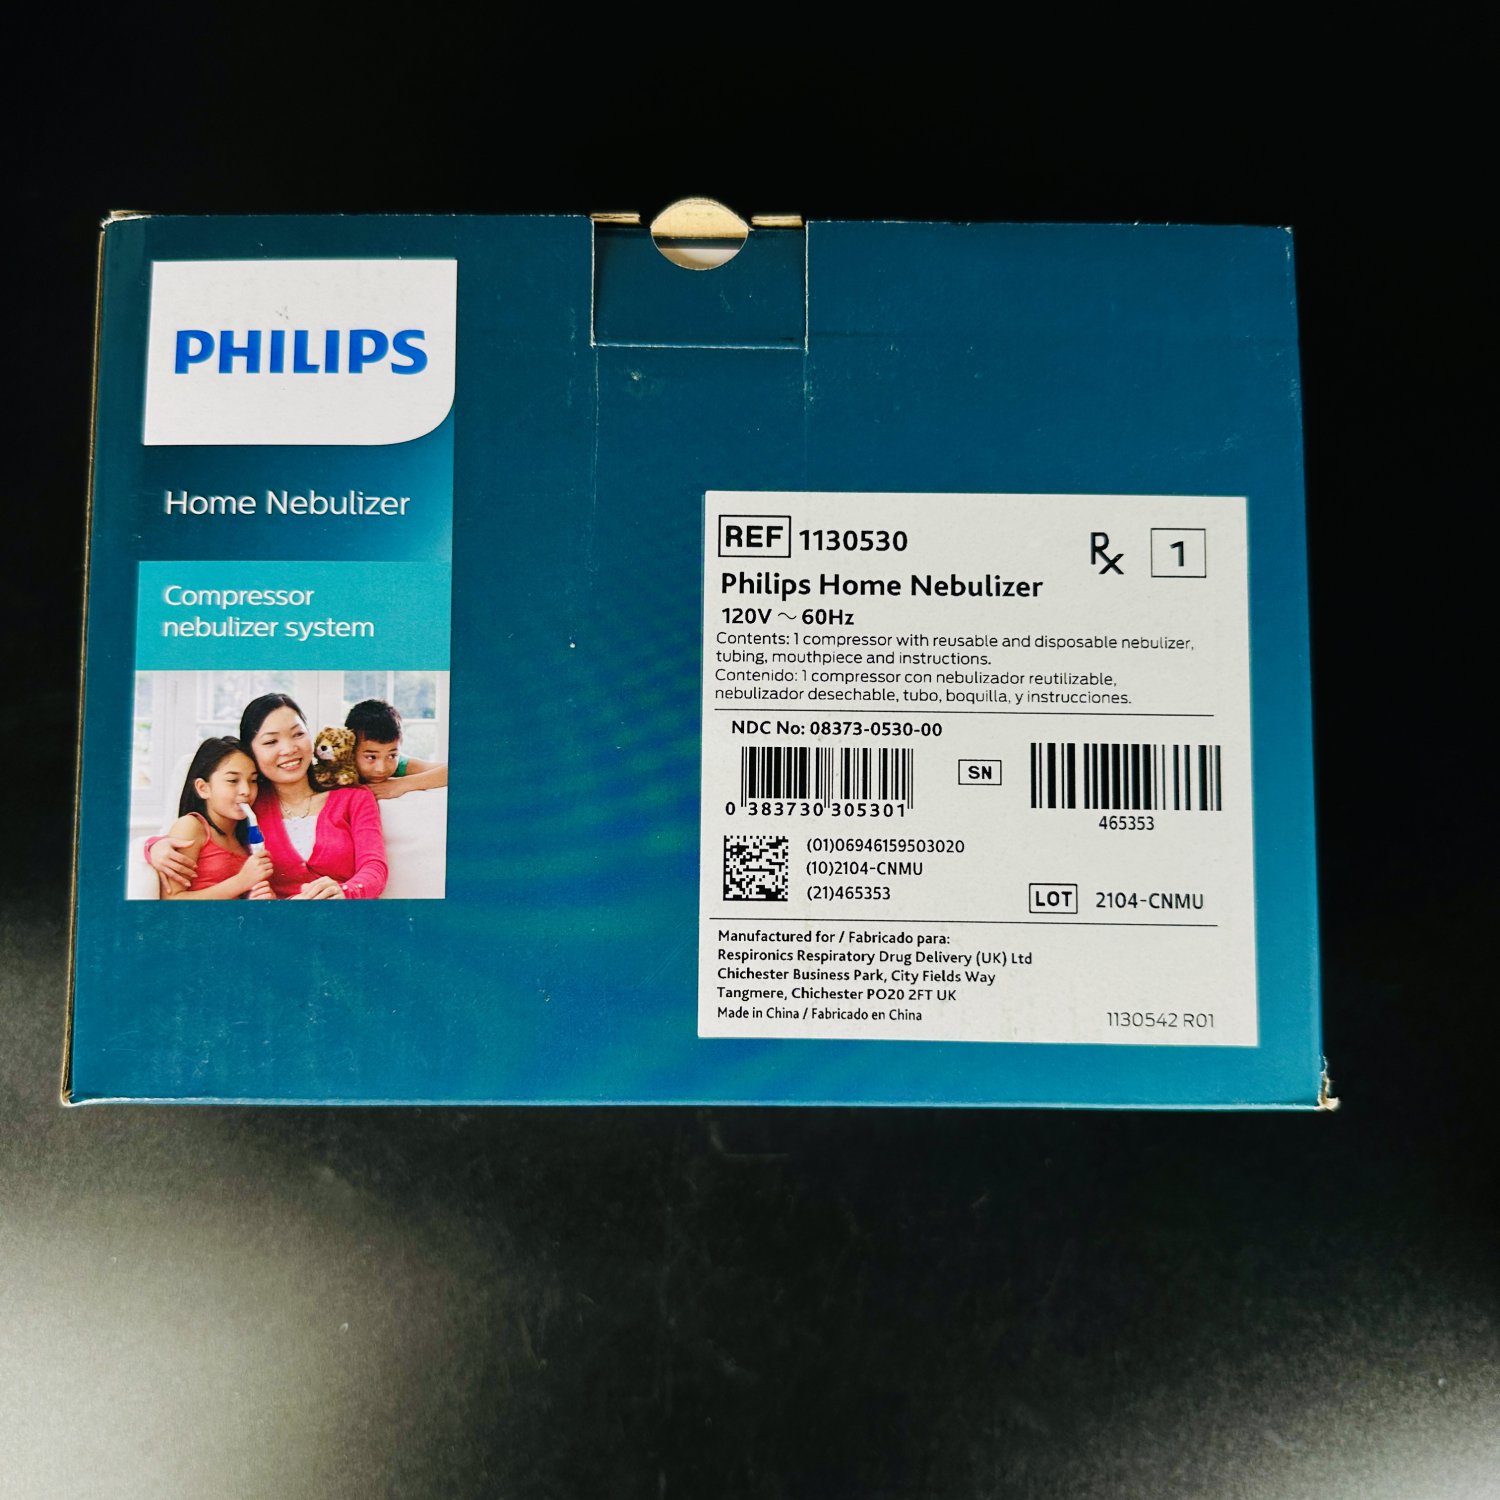 PHILIPS
Home Nebulizer
Compressor
nebulizer system
REF 1130530
Rx 1
Philips Home Nebulizer
120V ~ 60Hz
Contents: 1 compressor with reusable and disposable nebulizer,
tubing, mouthpiece and instructions.
Contenido: 1 compressor con nebulizador reutilizable,
nebulizador desechable, tubo, boquilla, y instrucciones.
NDC No: 08373-0530-00
0 383730 305301
SN
465353
(01)06946159503020
(10)2104-CNMU
(21)465353
LOT 2104-CNMU
Manufactured for / Fabricado para:
Respironics Respiratory Drug Delivery (UK) Ltd
Chichester Business Park, City Fields Way
Tangmere, Chichester PO20 2FT UK
Made in China / Fabricado en China
1130542 R01